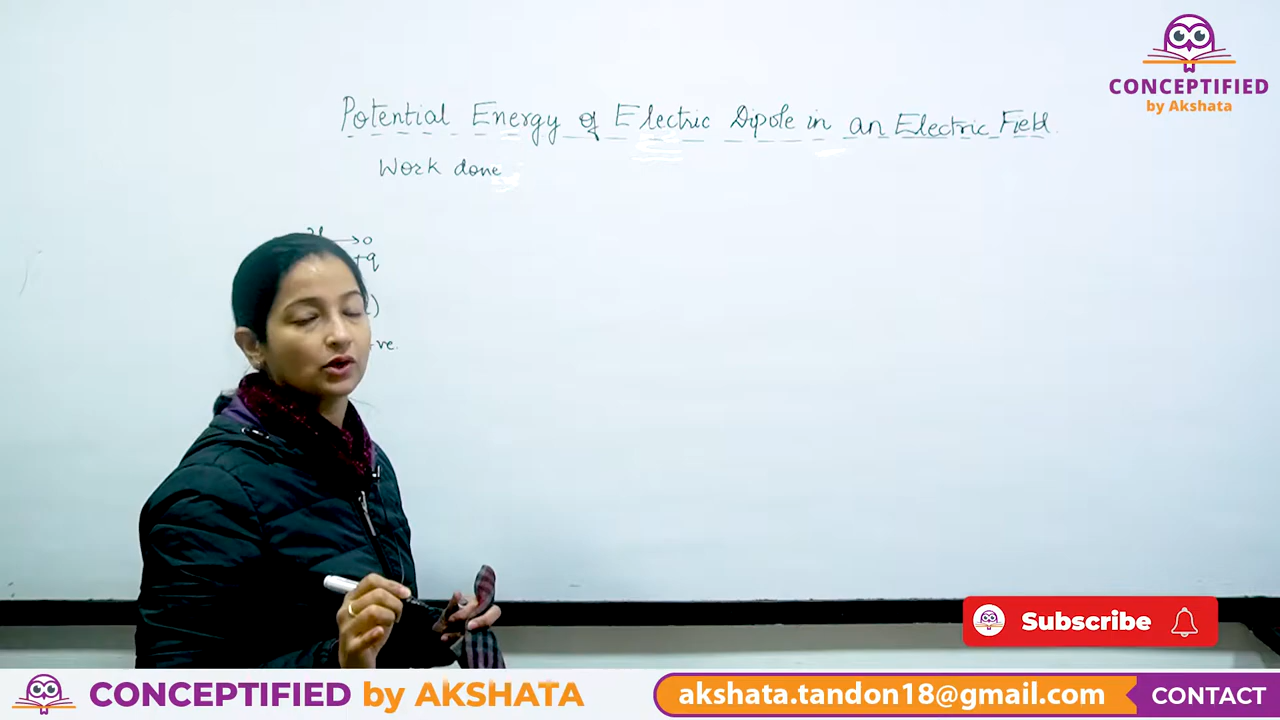 CONCEPTIFIED
by Akshata
Potential Energy of Electric Dipole in an Electric Field.
Work done
+q
ve.
Subscribe
CONCEPTIFIED by AKSHATA
akshata.tandon18@gmail.com
CONTACT